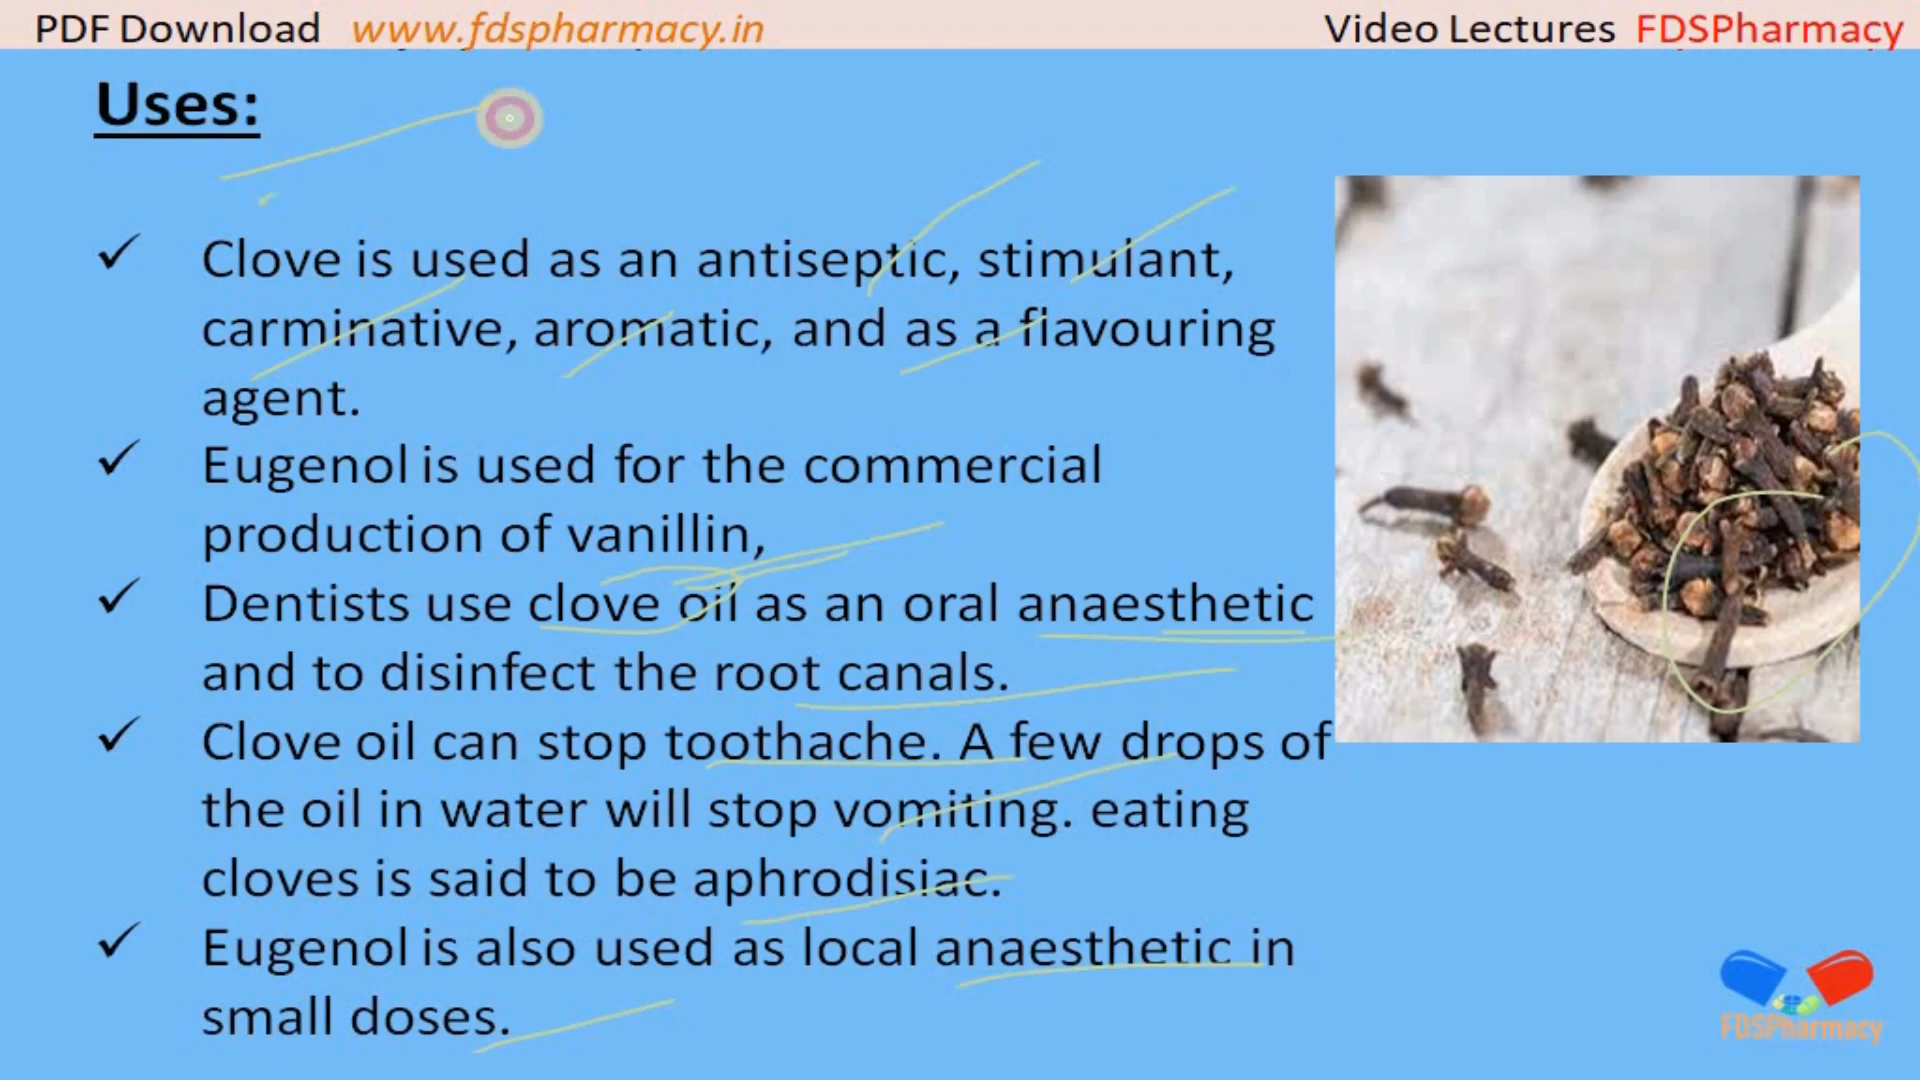 PDF Download www.fdspharmacy.in Video Lectures FDSPharmacy
Uses:
✓ Clove is used as an antiseptic, stimulant,
carminative, aromatic, and as a flavouring
agent.
✓ Eugenol is used for the commercial
production of vanillin,
✓ Dentists use clove oil as an oral anaesthetic
and to disinfect the root canals.
✓ Clove oil can stop toothache. A few drops of
the oil in water will stop vomiting. eating
cloves is said to be aphrodisiac.
✓ Eugenol is also used as local anaesthetic in
small doses.
FDSPharmacy